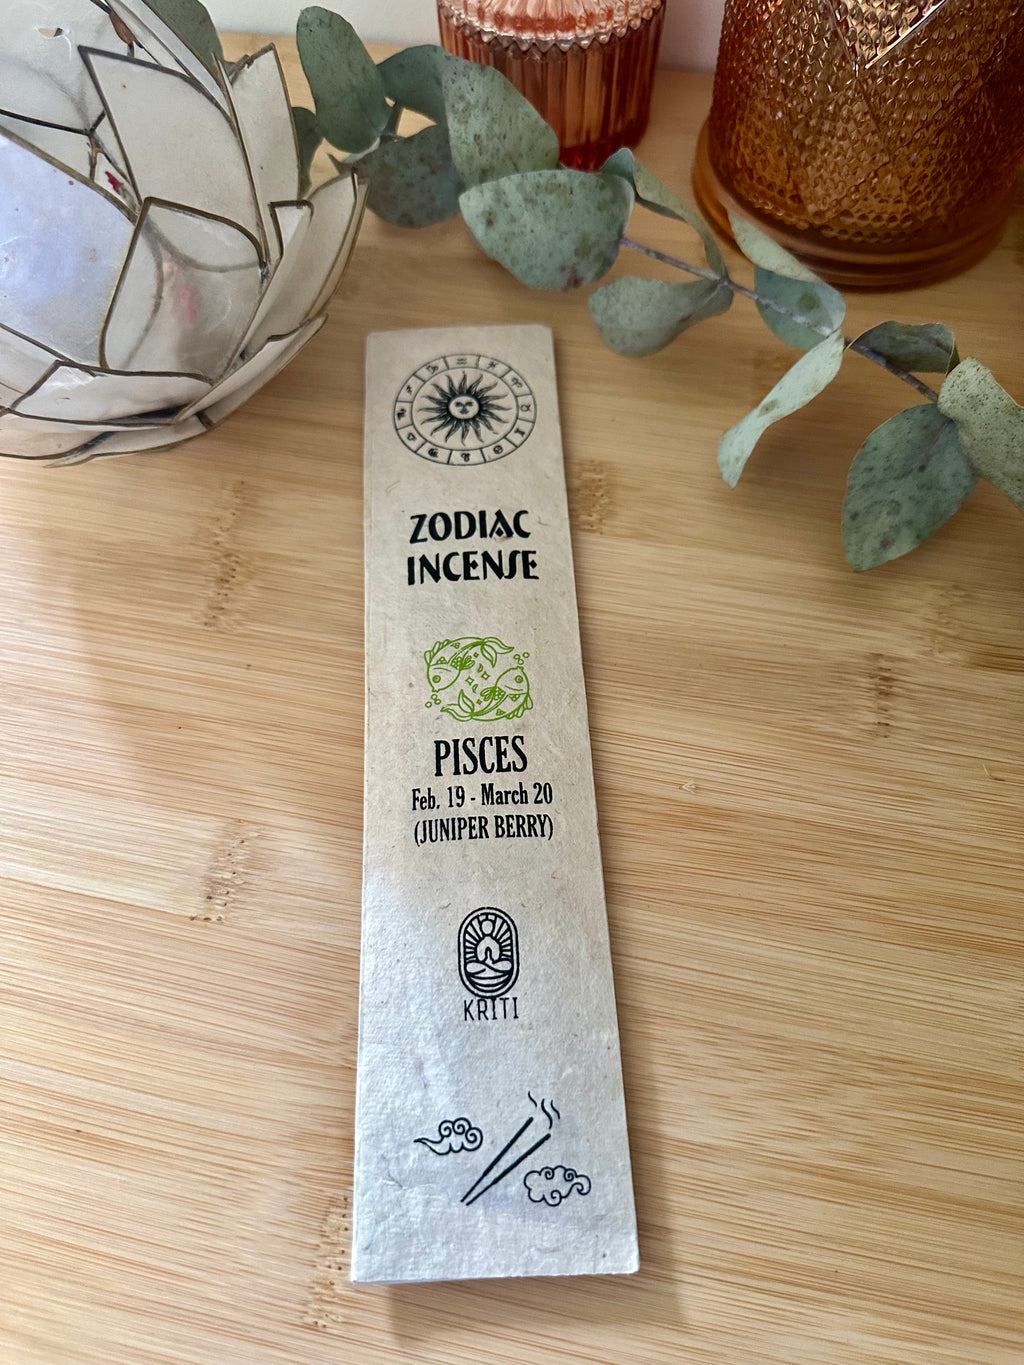 ZODIAC
INCENSE
PISCES
Feb. 19 - March 20
(JUNIPER BERRY)
KRITI